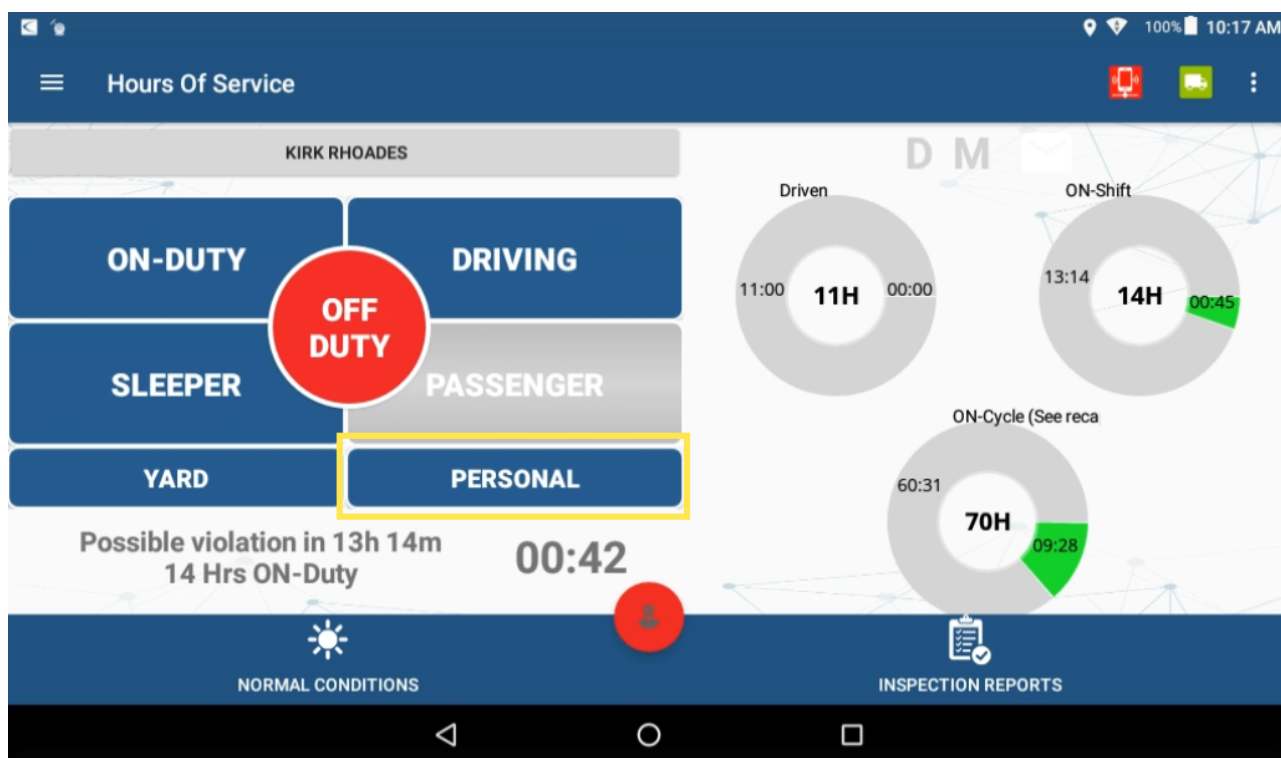 100% 10:17 AM
Hours Of Service
KIRK RHOADES
D M
ON-DUTY
DRIVING
OFF
DUTY
SLEEPER
PASSENGER
YARD
PERSONAL
Possible violation in 13h 14m
14 Hrs ON-Duty
00:42
Driven
11:00 11H 00:00
ON-Shift
13:14 14H 00:45
ON-Cycle (See reca
60:31 70H 09:28
NORMAL CONDITIONS
INSPECTION REPORTS